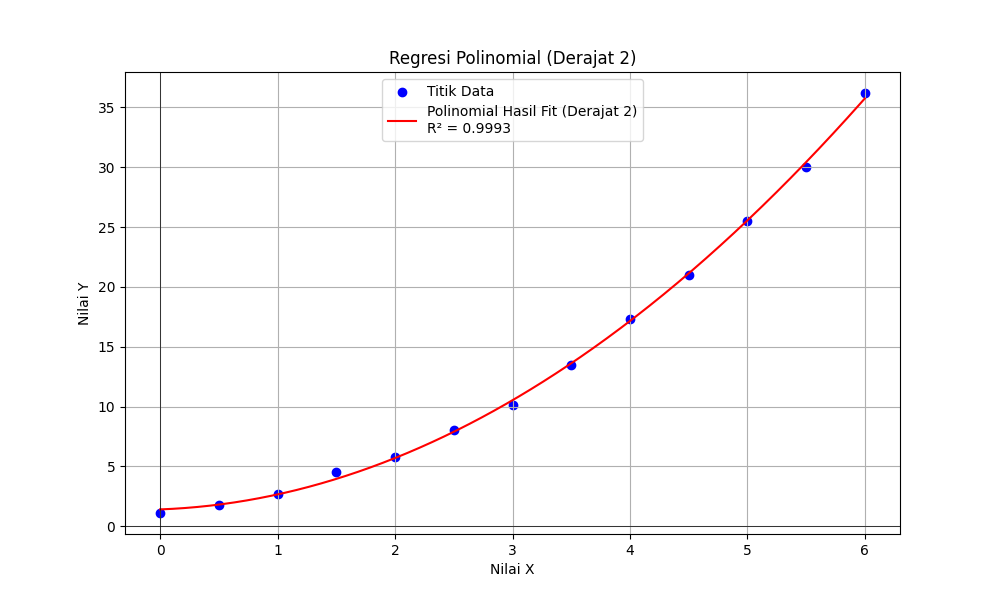 Regresi Polinomial (Derajat 2)
Titik Data
Polinomial Hasil Fit (Derajat 2)
R² = 0.9993
Nilai Y
35
30
25
20
15
10
5
0
0 1 2 3 4 5 6
Nilai X